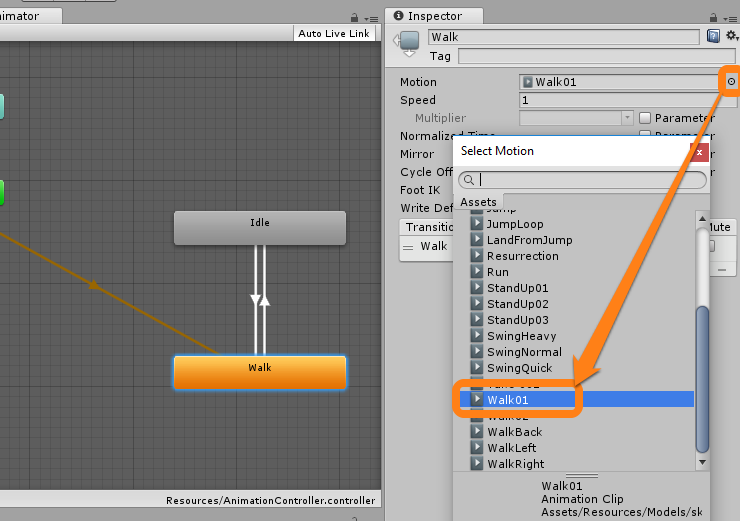 nimator
Auto Live Link
Idle
Walk
Resources/AnimationController.controller
Inspector
Walk
Tag
Motion
Walk01
Speed
1
Multiplier
Parameter
Normalized Time
Parameter
Mirror
Cycle Off
Foot IK
Write Def
Transition
Mute
Walk
Select Motion
Assets
Jump
JumpLoop
LandFromJump
Resurrection
Run
StandUp01
StandUp02
StandUp03
SwingHeavy
SwingNormal
SwingQuick
Walk01
Walk02
WalkBack
WalkLeft
WalkRight
Walk01
Animation Clip
Assets/Resources/Models/sk